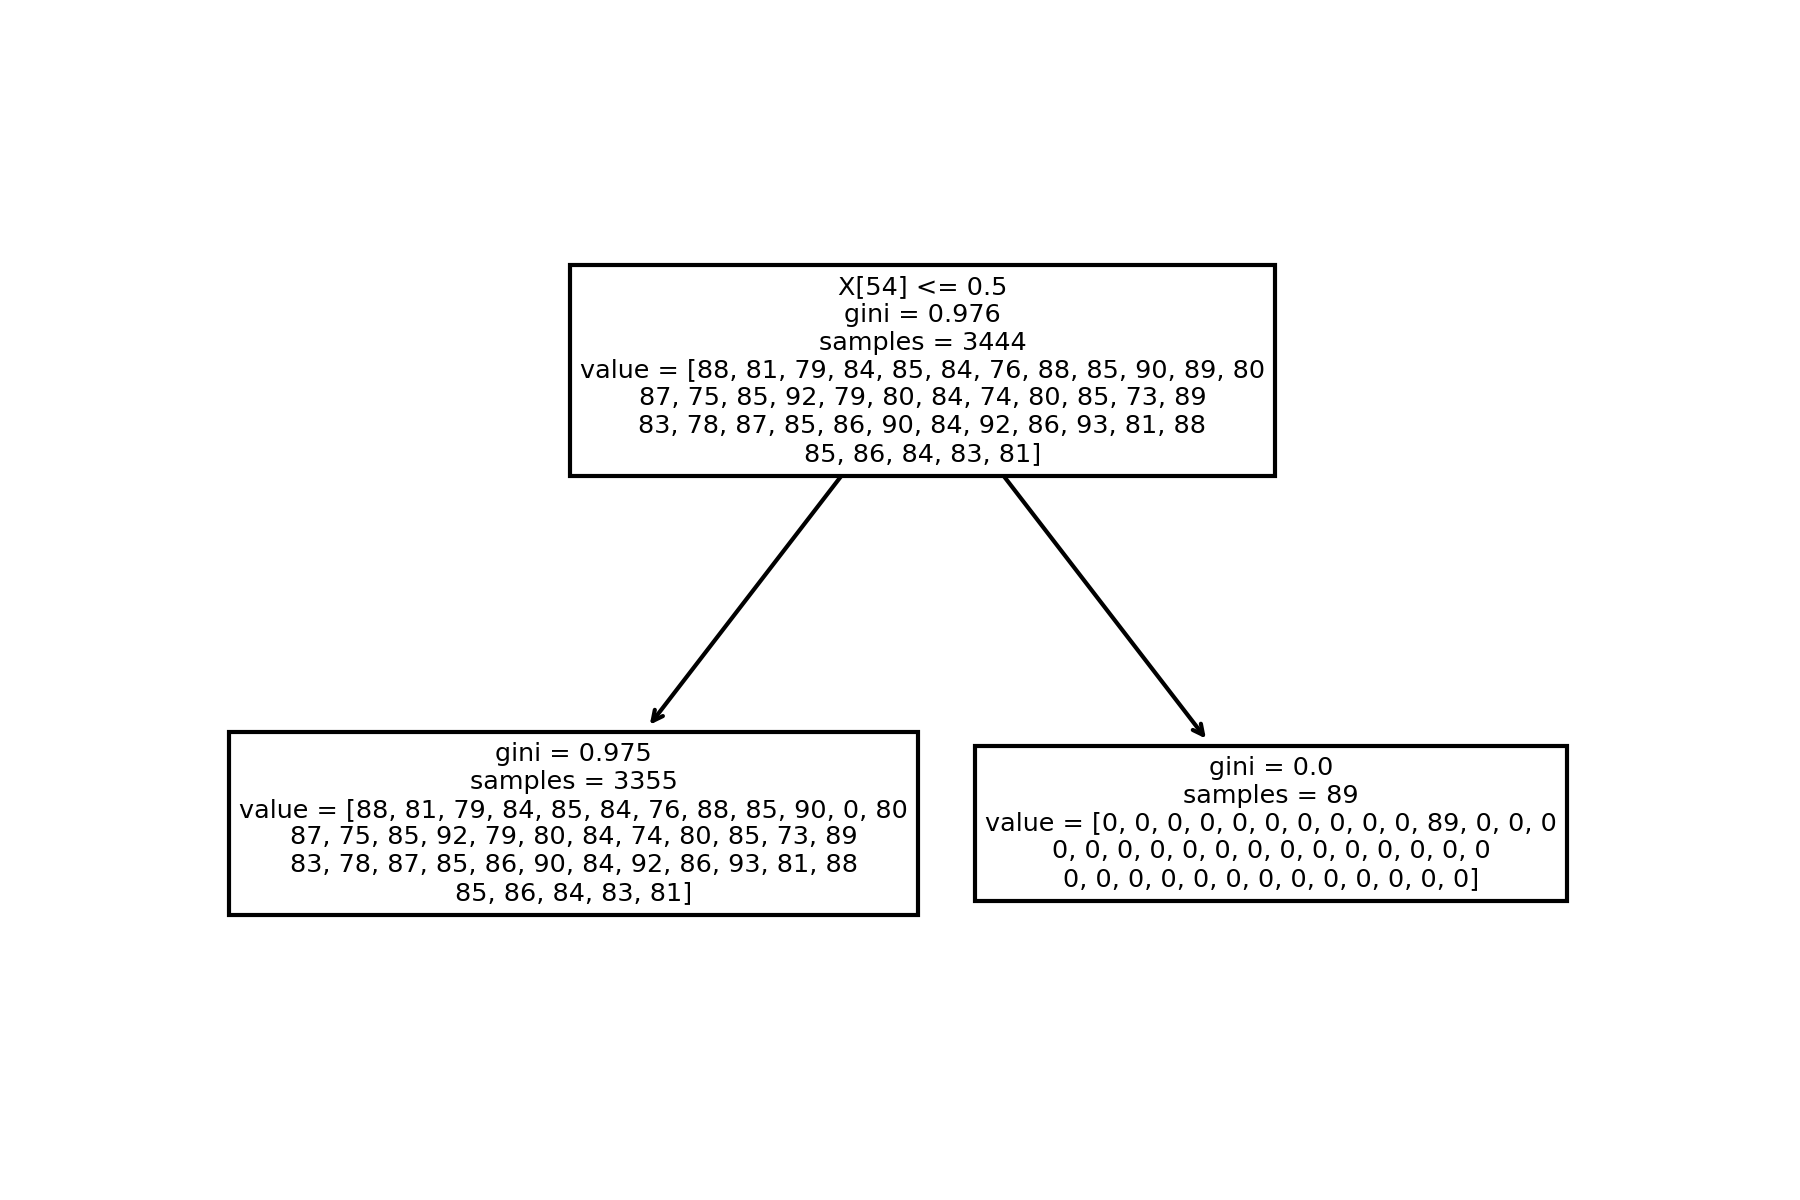 X[54] <= 0.5
gini = 0.976
samples = 3444
value = [88, 81, 79, 84, 85, 84, 76, 88, 85, 90, 89, 80
87, 75, 85, 92, 79, 80, 84, 74, 80, 85, 73, 89
83, 78, 87, 85, 86, 90, 84, 92, 86, 93, 81, 88
85, 86, 84, 83, 81]
gini = 0.975
samples = 3355
value = [88, 81, 79, 84, 85, 84, 76, 88, 85, 90, 0, 80
87, 75, 85, 92, 79, 80, 84, 74, 80, 85, 73, 89
83, 78, 87, 85, 86, 90, 84, 92, 86, 93, 81, 88
85, 86, 84, 83, 81]
gini = 0.0
samples = 89
value = [0, 0, 0, 0, 0, 0, 0, 0, 0, 0, 89, 0, 0, 0
0, 0, 0, 0, 0, 0, 0, 0, 0, 0, 0, 0, 0, 0
0, 0, 0, 0, 0, 0, 0, 0, 0, 0, 0, 0, 0]